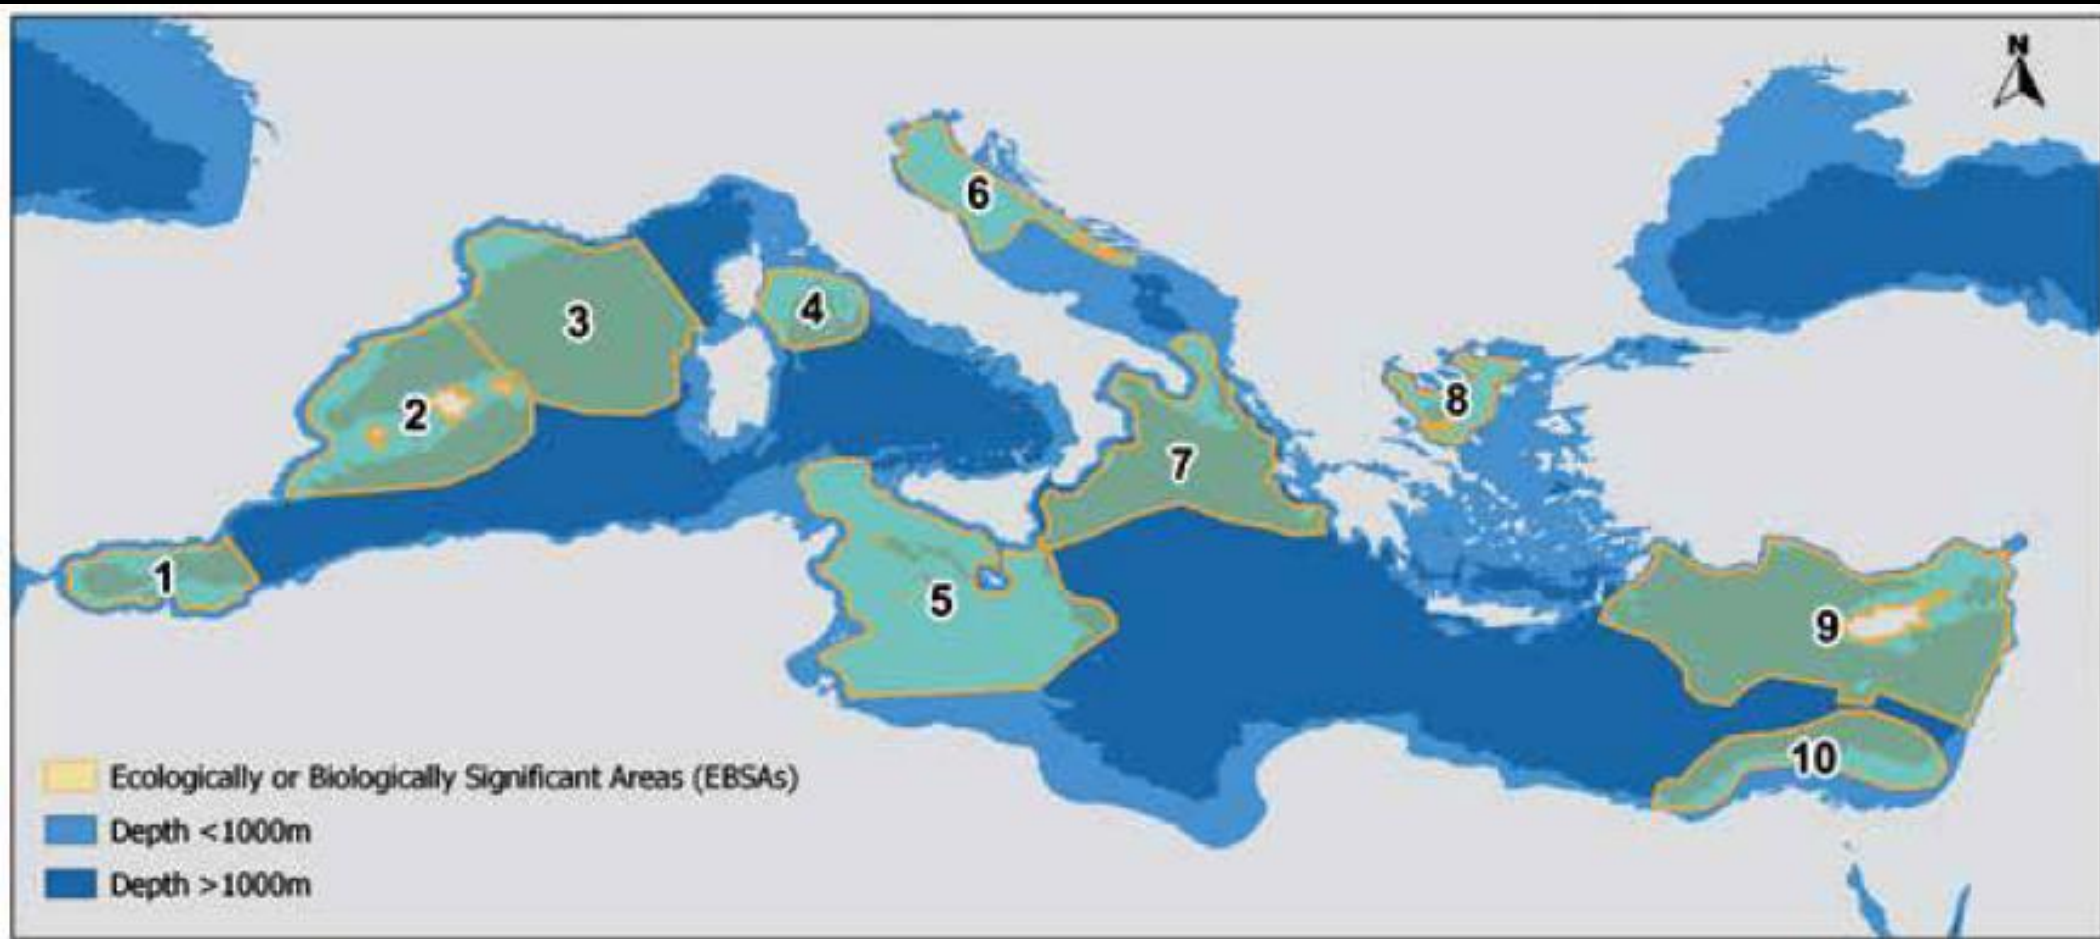 N
6
3
4
2
8
7
1
5
9
10
Ecologically or Biologically Significant Areas (EBSAs)
Depth <1000m
Depth >1000m